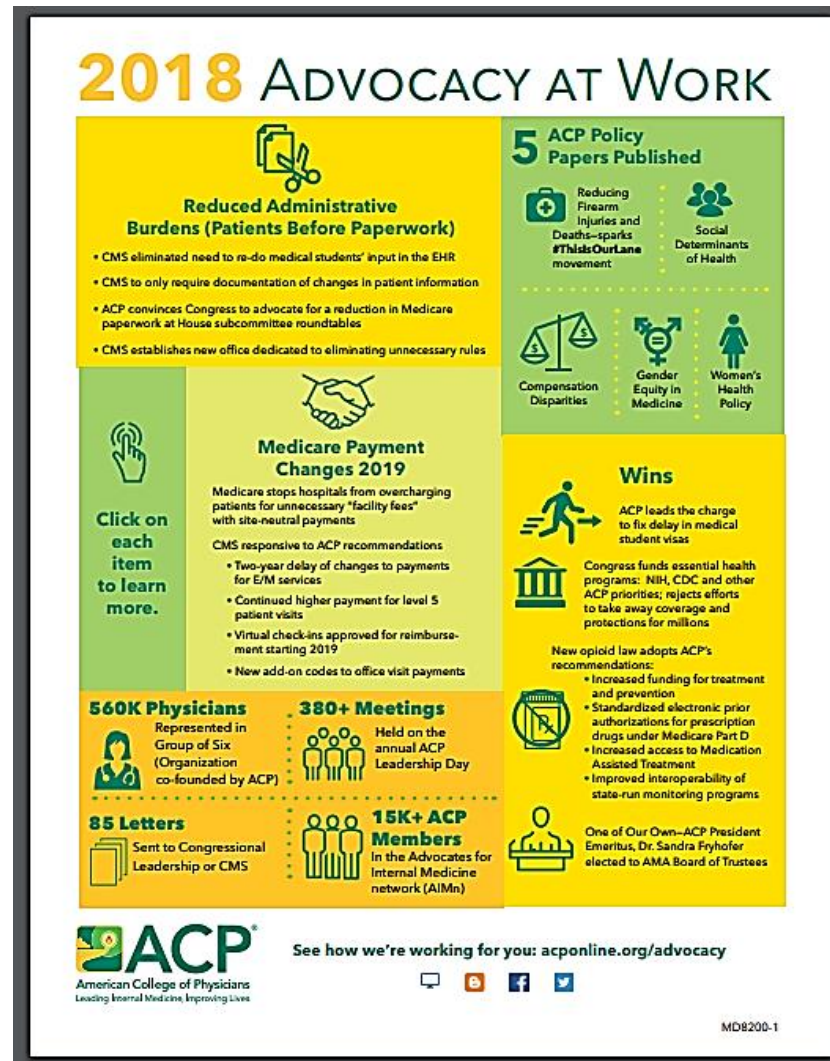 2018 ADVOCACY AT WORK
Reduced Administrative
Burdens (Patients Before Paperwork)
• CMS eliminated need to re-do medical students' input in the EHR
• CMS to only require documentation of changes in patient information
• ACP convinces Congress to advocate for a reduction in Medicare
paperwork at House subcommittee roundtables
• CMS establishes new office dedicated to eliminating unnecessary rules
5 ACP Policy
Papers Published
Reducing
Firearm
Injuries and
Deaths–sparks
#ThisIsOurLane
movement
Social
Determinants
of Health
$ $
Compensation
Disparities
Gender
Equity in
Medicine
Women's
Health
Policy
Click on
each
item
to learn
more.
Medicare Payment
Changes 2019
Medicare stops hospitals from overcharging
patients for unnecessary "facility fees"
with site-neutral payments
CMS responsive to ACP recommendations
• Two-year delay of changes to payments
for E/M services
• Continued higher payment for level 5
patient visits
• Virtual check-ins approved for reimburse-
ment starting 2019
• New add-on codes to office visit payments
Wins
ACP leads the charge
to fix delay in medical
student visas
Congress funds essential health
programs: NIH, CDC and other
ACP priorities; rejects efforts
to take away coverage and
protections for millions
New opioid law adopts ACP's
recommendations:
• Increased funding for treatment
and prevention
• Standardized electronic prior
authorizations for prescription
drugs under Medicare Part D
• Increased access to Medication
Assisted Treatment
• Improved interoperability of
state-run monitoring programs
Rx
One of Our Own–ACP President
Emeritus, Dr. Sandra Fryhofer
elected to AMA Board of Trustees
560K Physicians
Represented in
Group of Six
(Organization
co-founded by ACP)
380+ Meetings
Held on the
annual ACP
Leadership Day
85 Letters
Sent to Congressional
Leadership or CMS
15K+ ACP
Members
In the Advocates for
Internal Medicine
network (AIMn)
ACP®
American College of Physicians
Leading Internal Medicine, Improving Lives
See how we're working for you: acponline.org/advocacy
MD8200-1